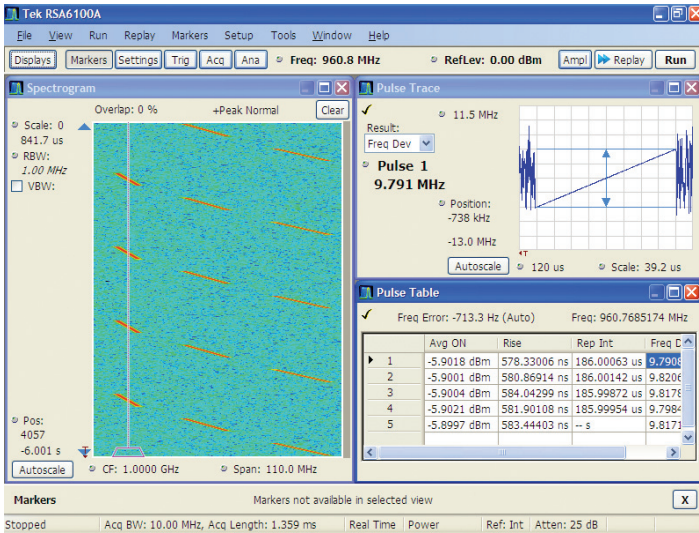 Tek RSA6100A
File View Run Replay Markers Setup Tools Window Help
Displays Markers Settings Trig Acq Ana Freq: 960.8 MHz RefLev: 0.00 dBm Ampl Replay Run
Spectrogram
Overlap: 0 % +Peak Normal Clear
Scale: 0
841.7 us
RBW:
1.00 MHz
VBW:
Pos:
4057
-6.001 s
Autoscale CF: 1.0000 GHz Span: 110.0 MHz
Pulse Trace
11.5 MHz
Result:
Freq Dev
Pulse 1
9.791 MHz
Position:
-738 kHz
-13.0 MHz
T
Autoscale 120 us Scale: 39.2 us
Pulse Table
Freq Error: -713.3 Hz (Auto) Freq: 960.7685174 MHz
Avg ON Rise Rep Int Freq D
1 -5.9018 dBm 578.33006 ns 186.00063 us 9.7908
2 -5.9001 dBm 580.86914 ns 186.00142 us 9.8206
3 -5.9004 dBm 584.04299 ns 185.99872 us 9.8178
4 -5.9021 dBm 581.90108 ns 185.99954 us 9.7984
5 -5.8997 dBm 583.44403 ns -- s 9.8171
Markers Markers not available in selected view X
Stopped Acq BW: 10.00 MHz, Acq Length: 1.359 ms Real Time Power Ref: Int Atten: 25 dB